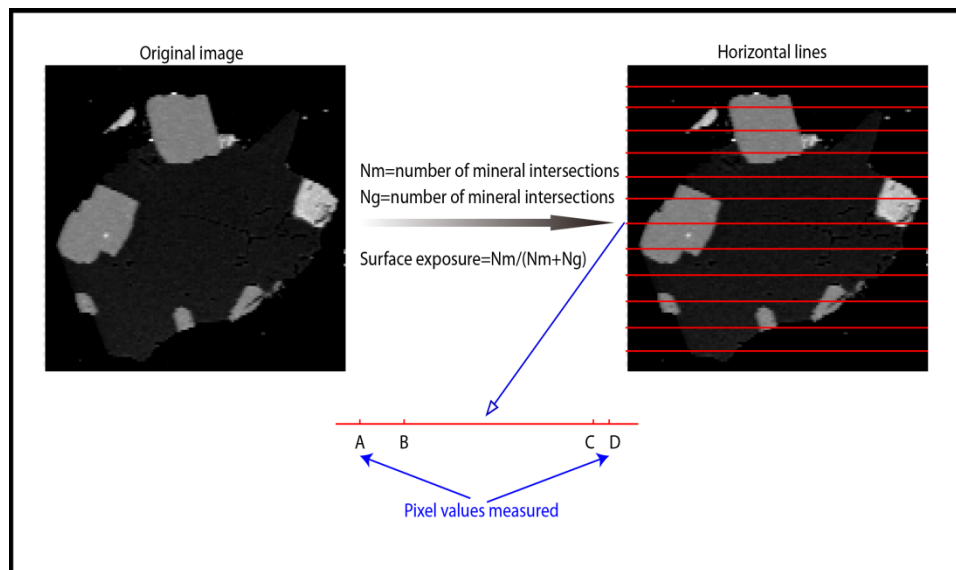 Original image
Horizontal lines
Nm=number of mineral intersections
Ng=number of mineral intersections
Surface exposure=Nm/(Nm+Ng)
A B C D
Pixel values measured